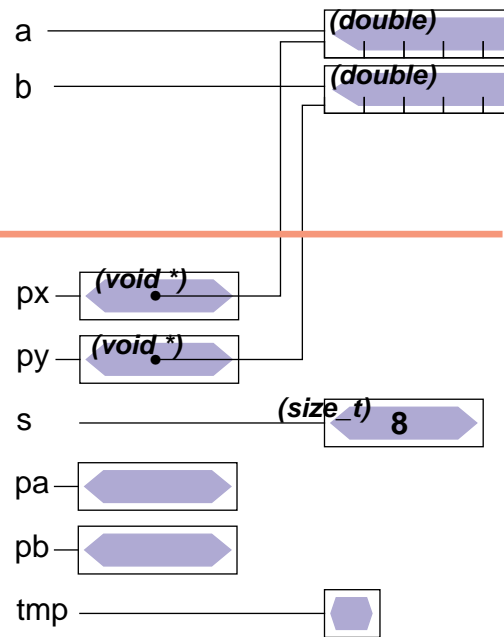 a (double)
b (double)
px (void *)
py (void *)
s (size_t) 8
pa
pb
tmp